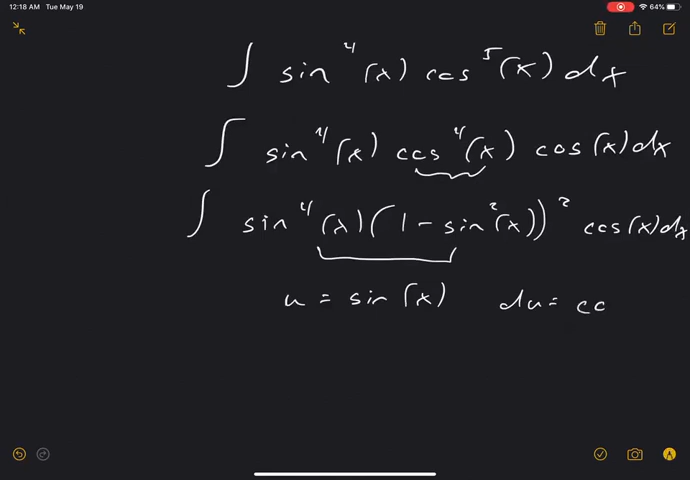 12:18 AM Tue May 19 64%
∫ sin⁴(x) cos⁵(x) dx
∫ sin⁴(x) cos⁴(x) cos(x) dx
∫ sin⁴(x)(1 - sin²(x))² cos(x) dx
u = sin(x) du = co